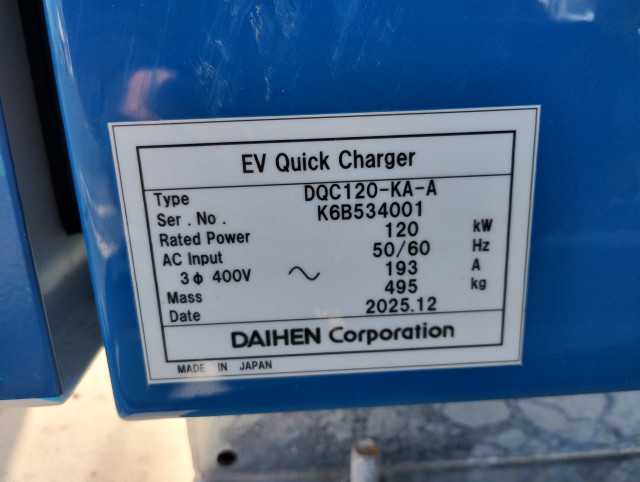 EV Quick Charger
Type DQC120-KA-A
Ser . No . K6B534001
Rated Power 120 kW
AC Input 50/60 Hz
3ϕ 400V ~ 193 A
Mass 495 kg
Date 2025.12
DAIHEN Corporation
MADE IN JAPAN